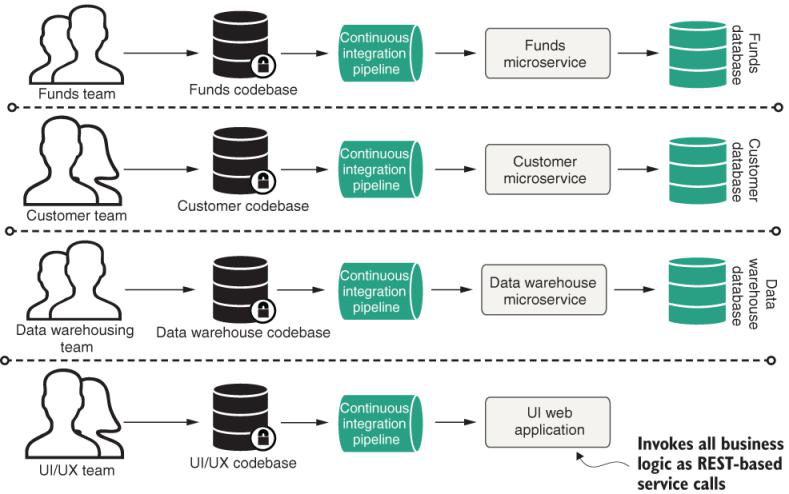 Funds team
Funds codebase
Continuous
integration
pipeline
Funds
microservice
Funds
database
Customer team
Customer codebase
Continuous
integration
pipeline
Customer
microservice
Customer
database
Data warehousing
team
Data warehouse codebase
Continuous
integration
pipeline
Data warehouse
microservice
Data
warehouse
database
UI/UX team
UI/UX codebase
Continuous
integration
pipeline
UI web
application
Invokes all business
logic as REST-based
service calls